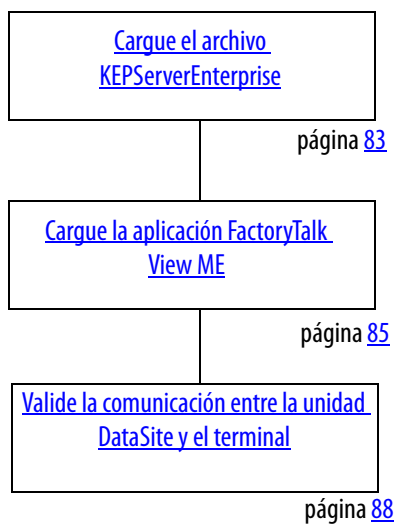 Cargue el archivo
KEPServerEnterprise
página 83
Cargue la aplicación FactoryTalk
View ME
página 85
Valide la comunicación entre la unidad
DataSite y el terminal
página 88